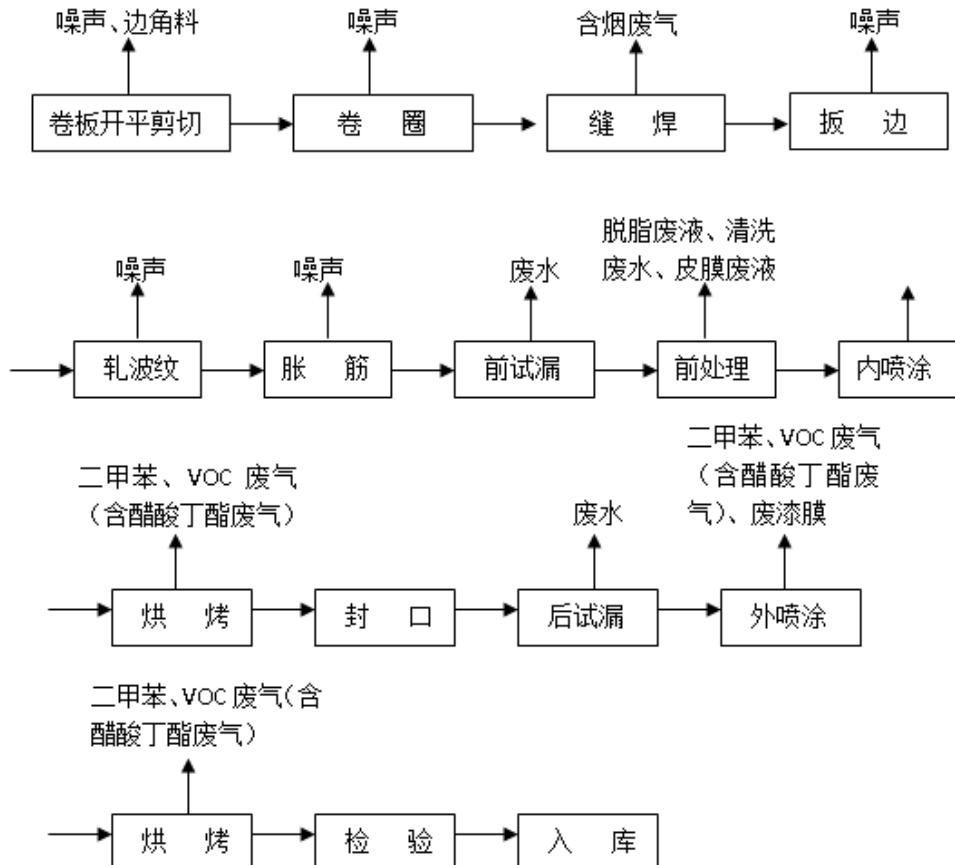 噪声、边角料
噪声
含烟废气
噪声
卷板开平剪切
卷 圈
缝 焊
扳 边
噪声
噪声
废水
脱脂废液、清洗
废水、皮膜废液
轧波纹
胀 筋
前试漏
前处理
内喷涂
二甲苯、VOC 废气
（含醋酸丁酯废气）
废水
二甲苯、VOC 废气
（含醋酸丁酯废
气）、废漆膜
烘 烤
封 口
后试漏
外喷涂
二甲苯、VOC 废气（含
醋酸丁酯废气）
烘 烤
检 验
入 库